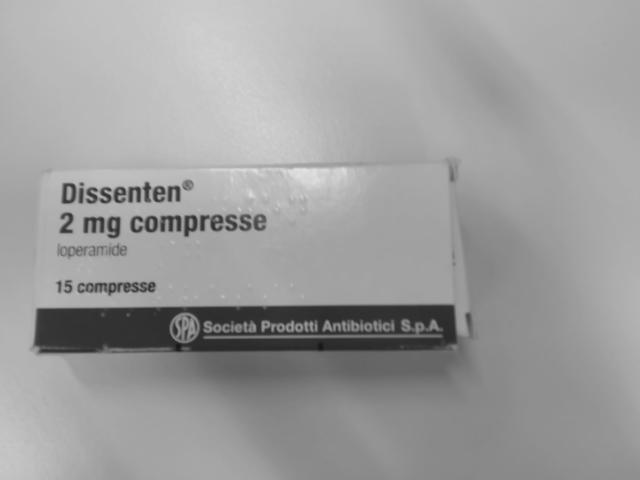 Dissenten®
2 mg compresse
loperamide
15 compresse
SPA Società Prodotti Antibiotici S.p.A.